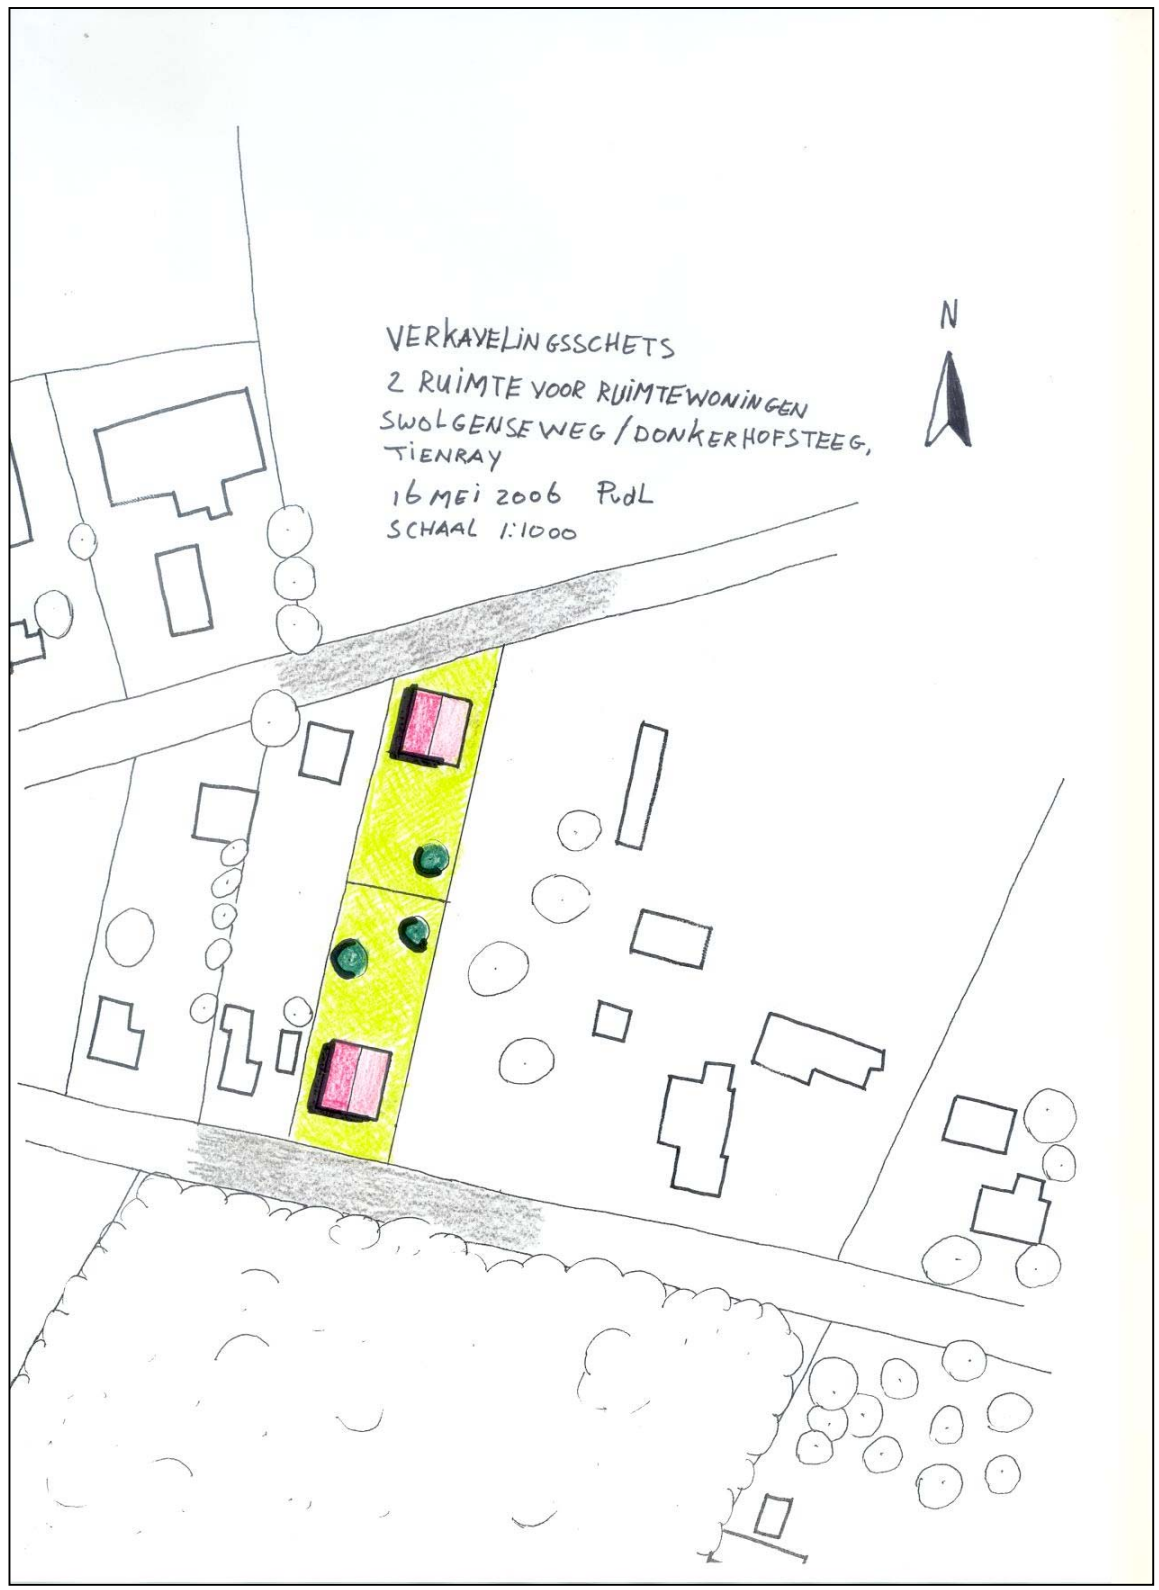 VERKAVELINGSSCHETS
2 RUIMTE VOOR RUIMTEWONINGEN
SWOLGENSEWEG / DONKERHOFSTEEG,
TIENRAY
16 MEI 2006 PvdL
SCHAAL 1:1000
N